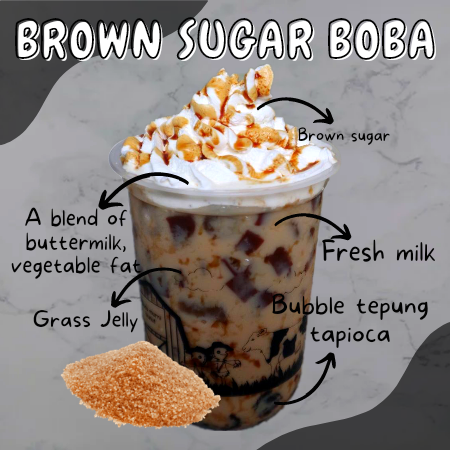 BROWN SUGAR BOBA
Brown sugar
A blend of
buttermilk,
vegetable fat
Fresh milk
Grass Jelly
Bubble tepung
tapioca